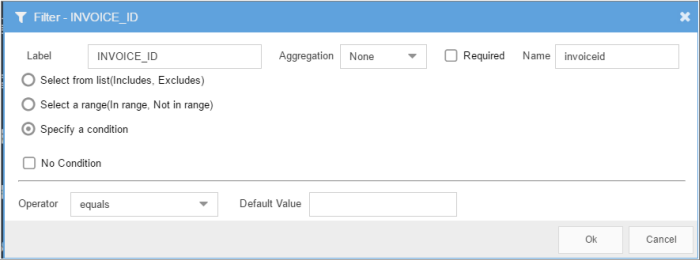 Filter - INVOICE_ID
Label INVOICE_ID Aggregation None Required Name invoiceid
Select from list(Includes, Excludes)
Select a range(In range, Not in range)
Specify a condition
No Condition
Operator equals Default Value
Ok Cancel